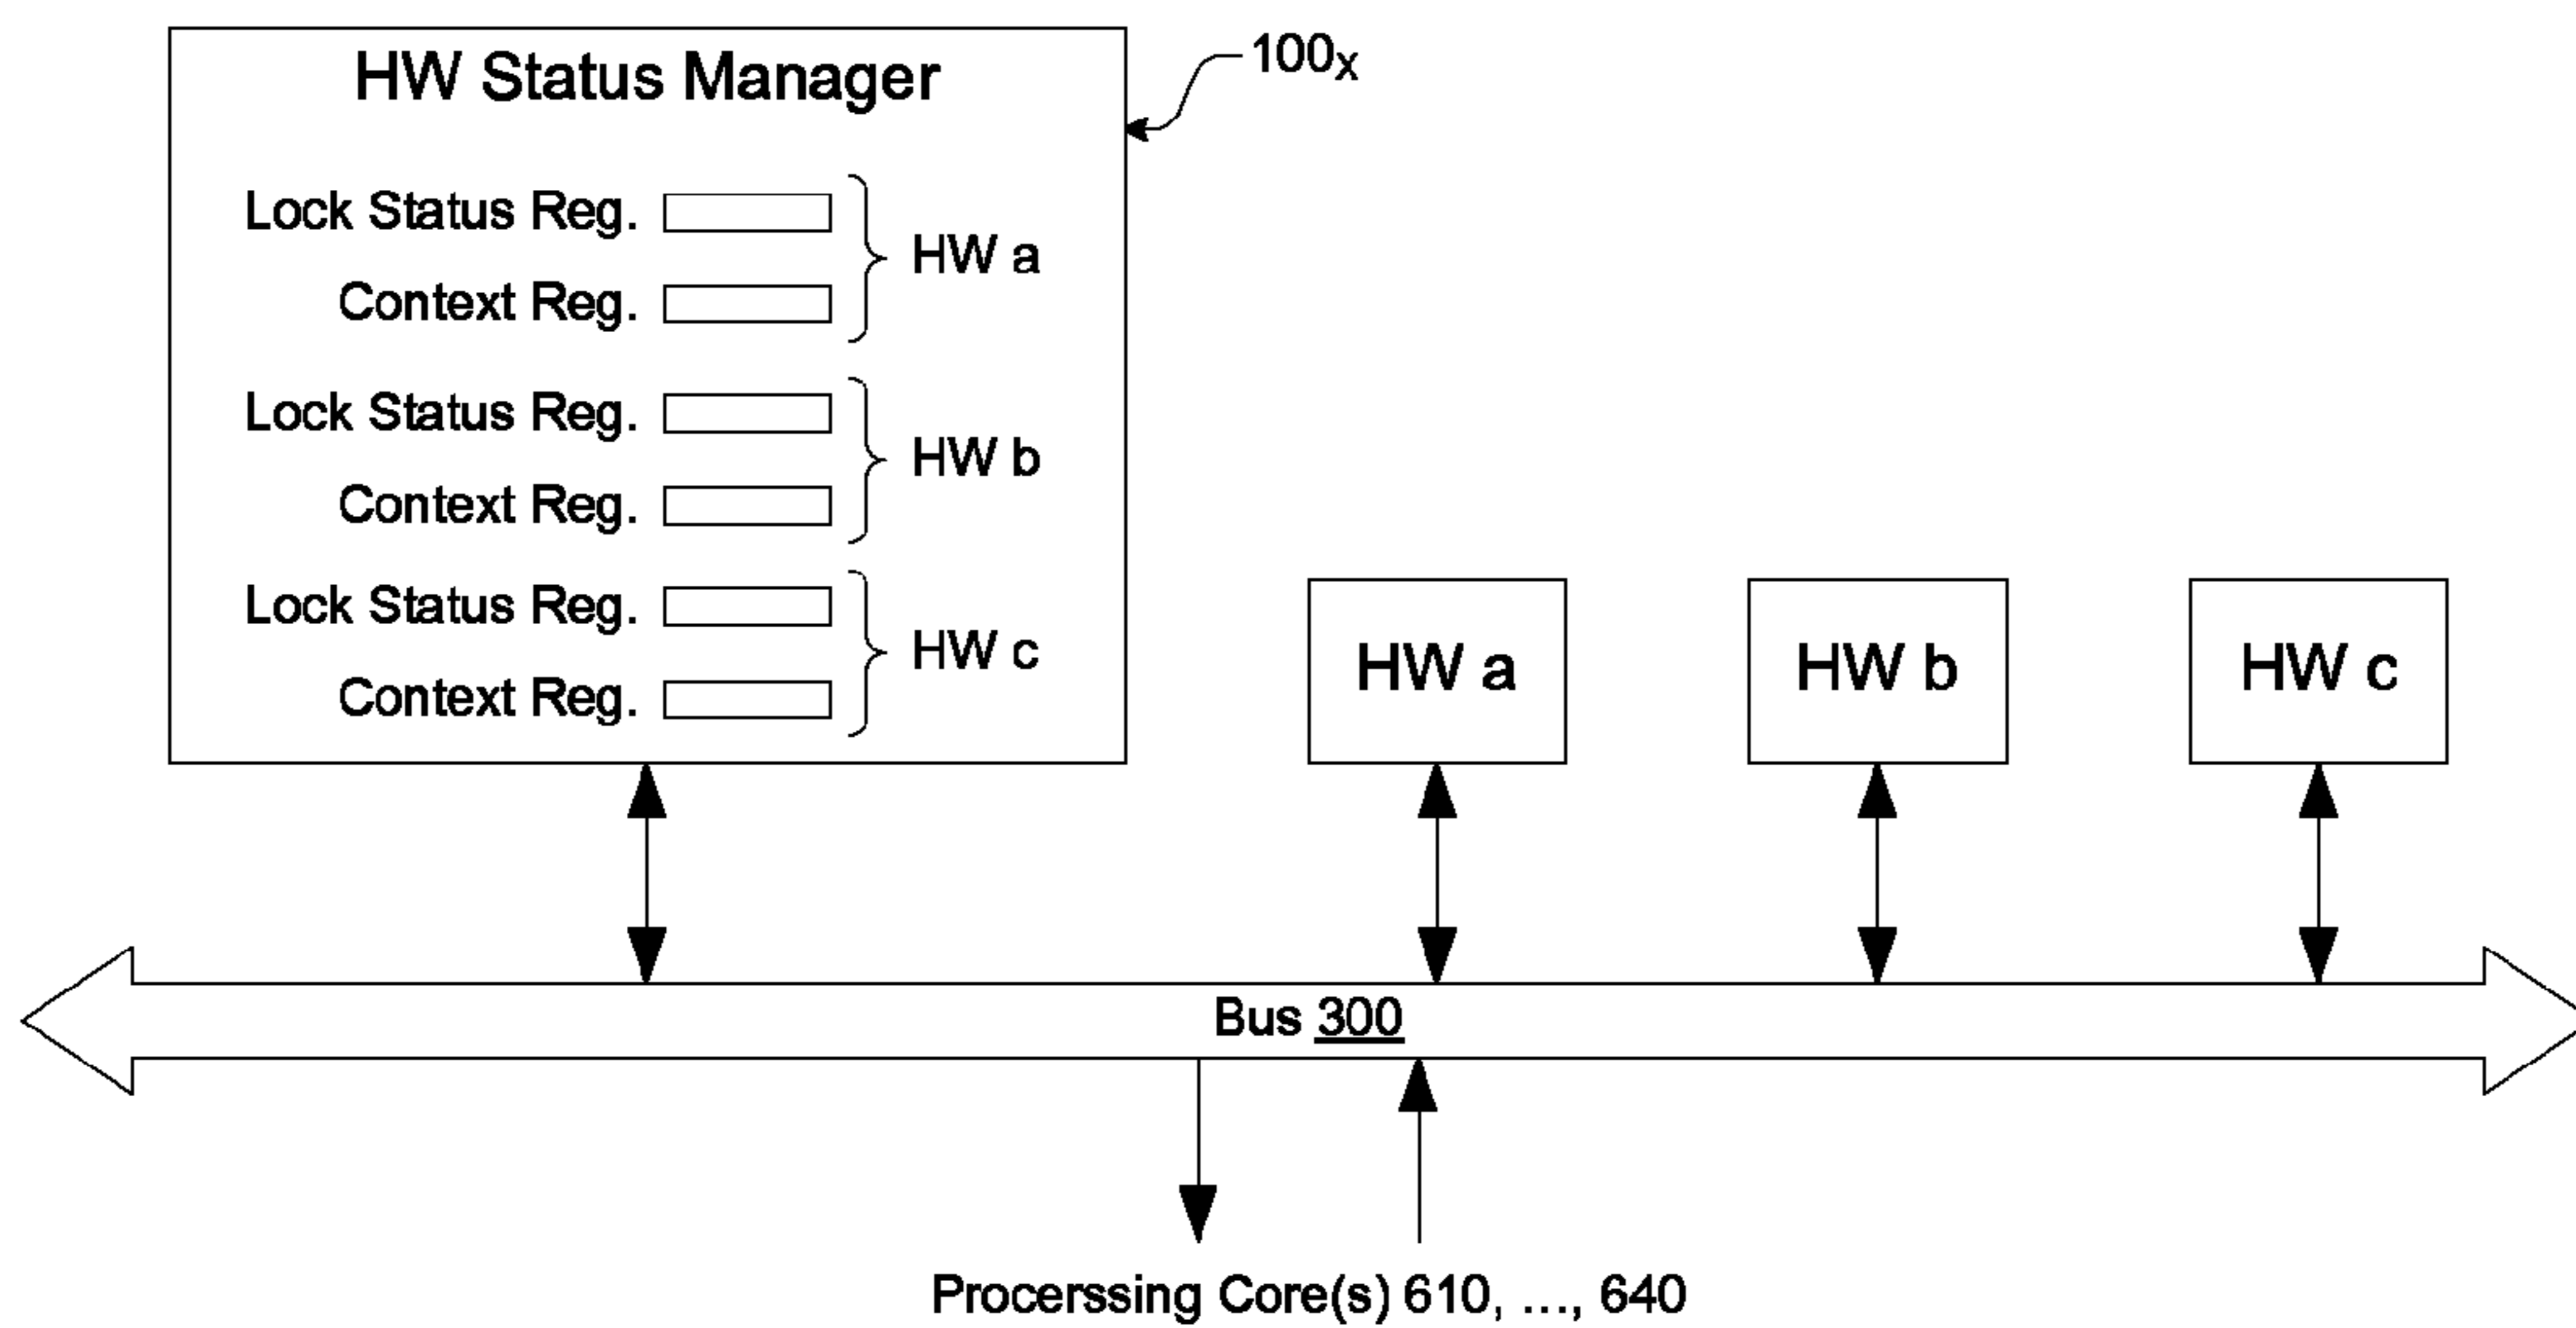 HW Status Manager
100X
Lock Status Reg.
HW a
Context Reg.
Lock Status Reg.
HW b
Context Reg.
Lock Status Reg.
HW c
Context Reg.
HW a
HW b
HW c
Bus 300
Procerssing Core(s) 610, ..., 640